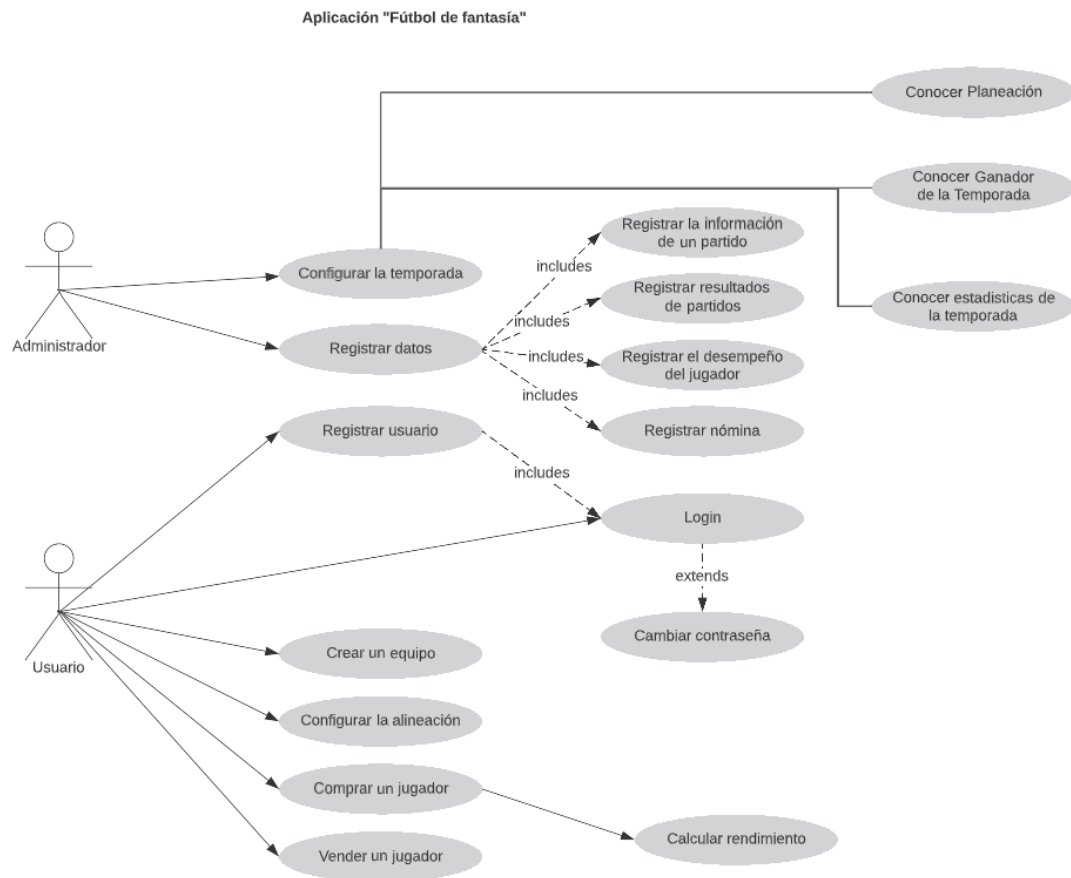 Aplicación "Fútbol de fantasía"
Conocer Planeación
Conocer Ganador
de la Temporada
Registrar la información
de un partido
includes
Configurar la temporada
Registrar resultados
de partidos
Conocer estadisticas de
la temporada
includes
Administrador
Registrar datos
includes
Registrar el desempeño
del jugador
includes
Registrar usuario
Registrar nómina
includes
Login
extends
Cambiar contraseña
Usuario
Crear un equipo
Configurar la alineación
Comprar un jugador
Calcular rendimiento
Vender un jugador